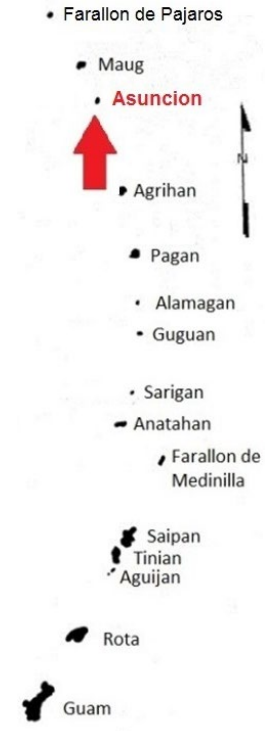 Farallon de Pajaros
Maug
Asuncion
N
Agrihan
Pagan
Alamagan
Guguan
Sarigan
Anatahan
Farallon de
Medinilla
Saipan
Tinian
Aguijan
Rota
Guam